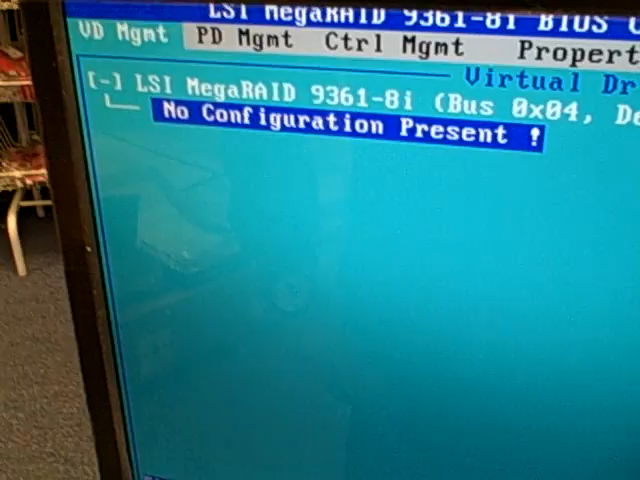 LSI MegaRAID 9361-8i BIOS C
VD Mgmt PD Mgmt Ctrl Mgmt Propert
Virtual Dr
[-] LSI MegaRAID 9361-8i (Bus 0x04, De
No Configuration Present !